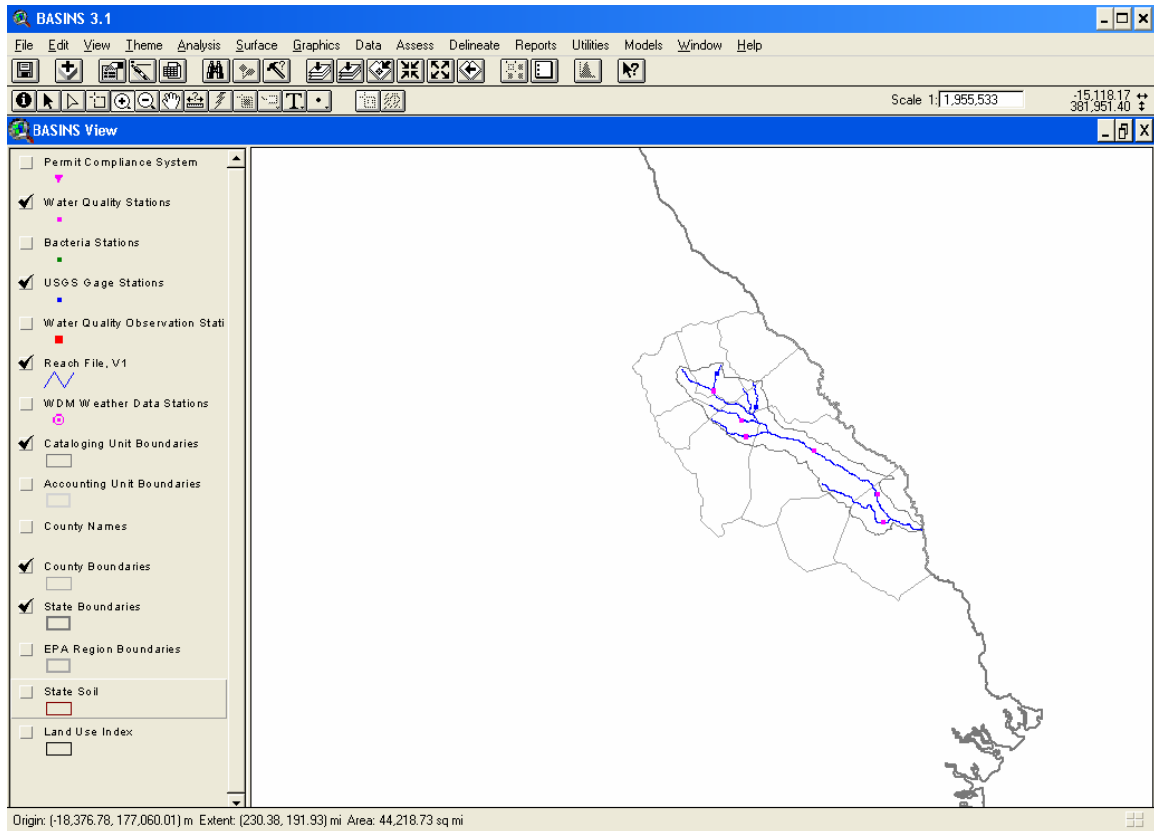 BASINS 3.1
File Edit View Theme Analysis Surface Graphics Data Assess Delineate Reports Utilities Models Window Help
Scale 1: 1,955,533
-15,118.17
381,951.40
BASINS View
Permit Compliance System
Water Quality Stations
Bacteria Stations
USGS Gage Stations
Water Quality Observation Stati
Reach File, V1
WDM Weather Data Stations
Cataloging Unit Boundaries
Accounting Unit Boundaries
County Names
County Boundaries
State Boundaries
EPA Region Boundaries
State Soil
Land Use Index
Origin: (-18,376.78, 177,060.01) m Extent: (230.38, 191.93) mi Area: 44,218.73 sq mi